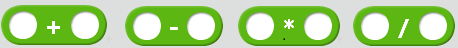 + - * /